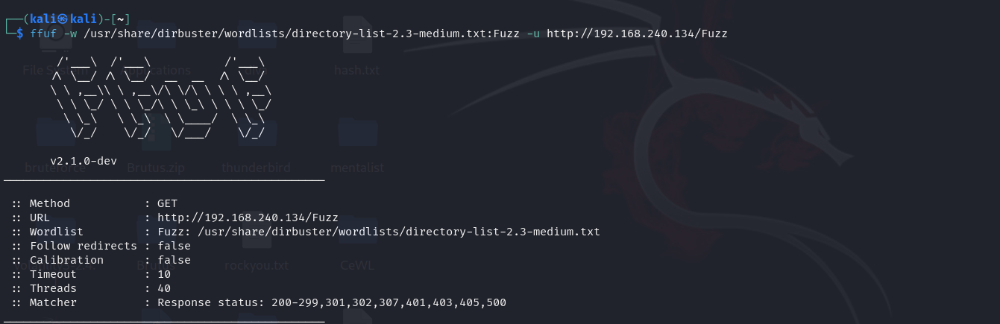 ┌──(kali㉿kali)-[~]
└─$ ffuf -w /usr/share/dirbuster/wordlists/directory-list-2.3-medium.txt:Fuzz -u http://192.168.240.134/Fuzz
        /'___\  /'___\           /'___\
       /\ \__/ /\ \__/  __  __  /\ \__/
       \ \ ,__\\ \ ,__\/\ \/\ \ \ \ ,__\
        \ \ \_/ \ \ \_/\ \ \_\ \ \ \ \_/
         \ \_\   \ \_\  \ \____/  \ \_\
          \/_/    \/_/   \/___/    \/_/
       v2.1.0-dev
________________________________________________
 :: Method           : GET
 :: URL              : http://192.168.240.134/Fuzz
 :: Wordlist         : Fuzz: /usr/share/dirbuster/wordlists/directory-list-2.3-medium.txt
 :: Follow redirects : false
 :: Calibration      : false
 :: Timeout          : 10
 :: Threads          : 40
 :: Matcher          : Response status: 200-299,301,302,307,401,403,405,500
________________________________________________
File System
hash.txt
bruteforce
Brutus.zip
thunderbird
mentalist
Brutus
rockyou.txt
CeWL